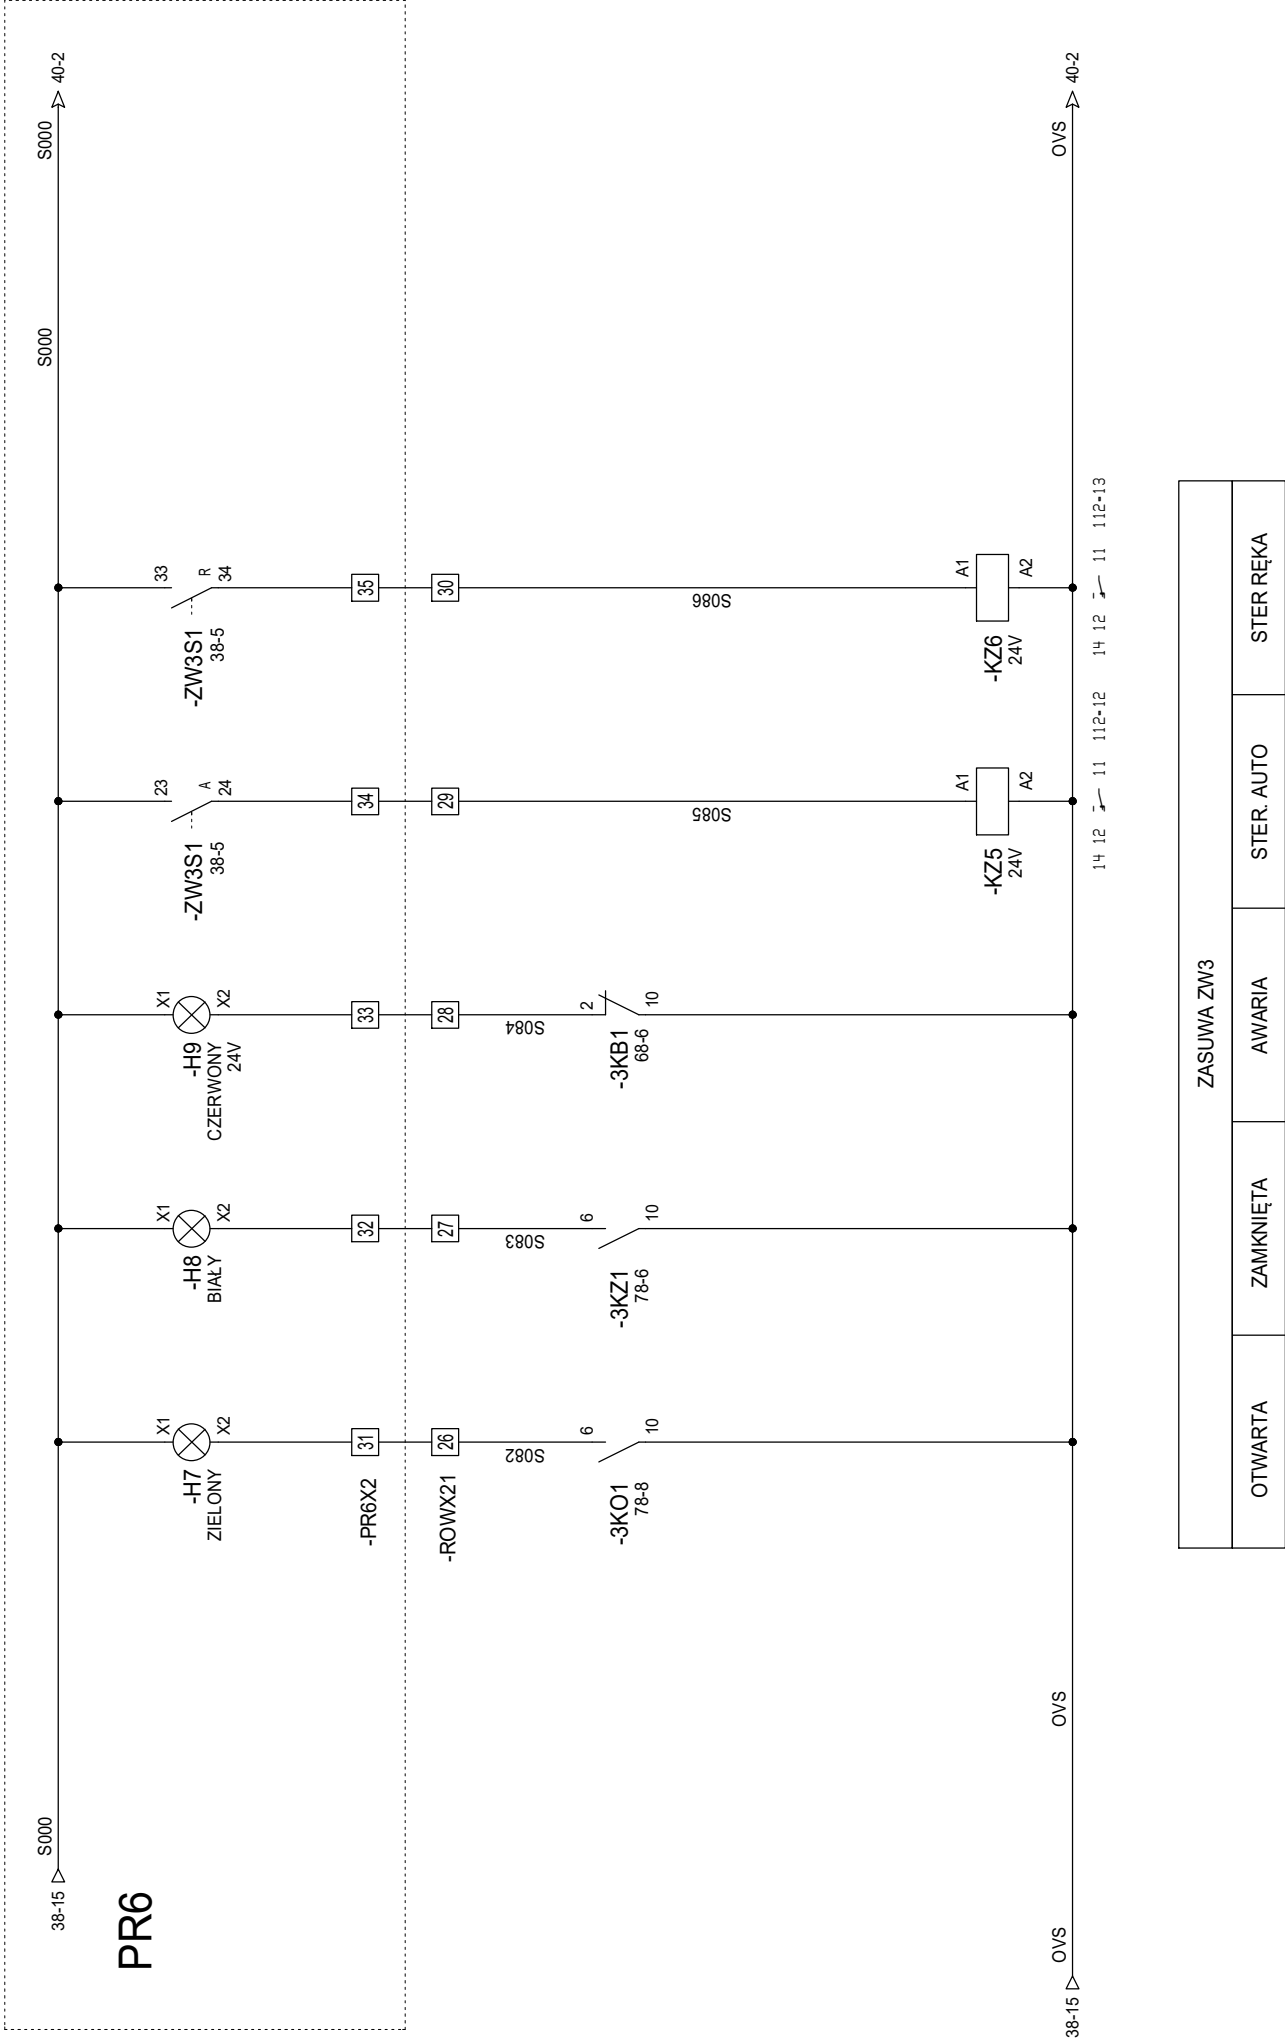 38-15 S000 S000 S000 40-2
PR6
-H7
ZIELONY
X1
X2
-H8
BIAŁY
X1
X2
-H9
CZERWONY
24V
X1
X2
-ZW3S1
38-5
23
A
24
-ZW3S1
38-5
33
R
34
-PR6X2 31 32 33 34 35
-ROWX21 26 27 28 29 30
S082 S083 S084 S085 S086
-3KO1
78-8
6
10
-3KZ1
78-6
6
10
-3KB1
68-6
2
10
-KZ5
24V
A1
A2
-KZ6
24V
A1
A2
38-15 OVS OVS OVS 40-2
14 12 11 112-12
14 12 11 112-13
ZASUWA ZW3
OTWARTA ZAMKNIĘTA AWARIA STER. AUTO STER RĘKA